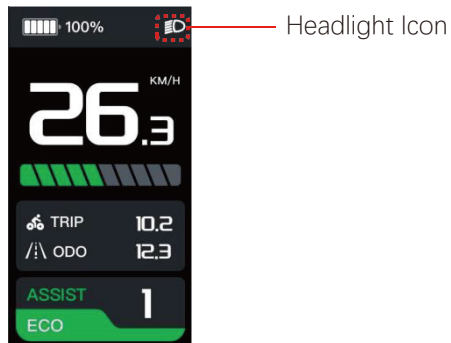 100%
Headlight Icon
KM/H
26.3
TRIP 10.2
ODO 12.3
ASSIST 1
ECO